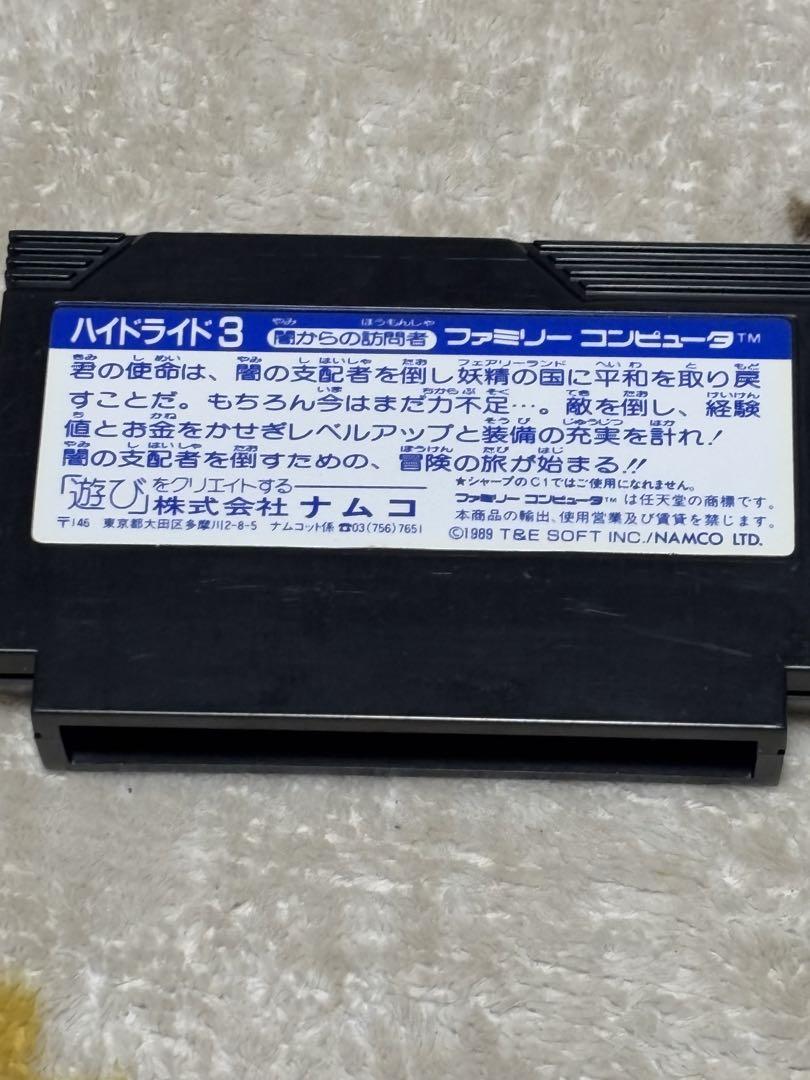 ハイドライド3 闇からの訪問者 ファミリー コンピュータ™
君の使命は、闇の支配者を倒し妖精の国に平和を取り戻
すことだ。もちろん今はまだ力不足…。敵を倒し、経験
値とお金をかせぎレベルアップと装備の充実を計れ!
闇の支配者を倒すための、冒険の旅が始まる!!
「遊び」をクリエイトする──
株式会社 ナムコ
〒146 東京都大田区多摩川2-8-5 ナムコット係 ☎03(756)7651
★シャープのC1ではご使用になれません。
ファミリー コンピュータ™ は任天堂の商標です。
本商品の輸出、使用営業及び賃貸を禁じます。
©1989 T&E SOFT INC./NAMCO LTD.